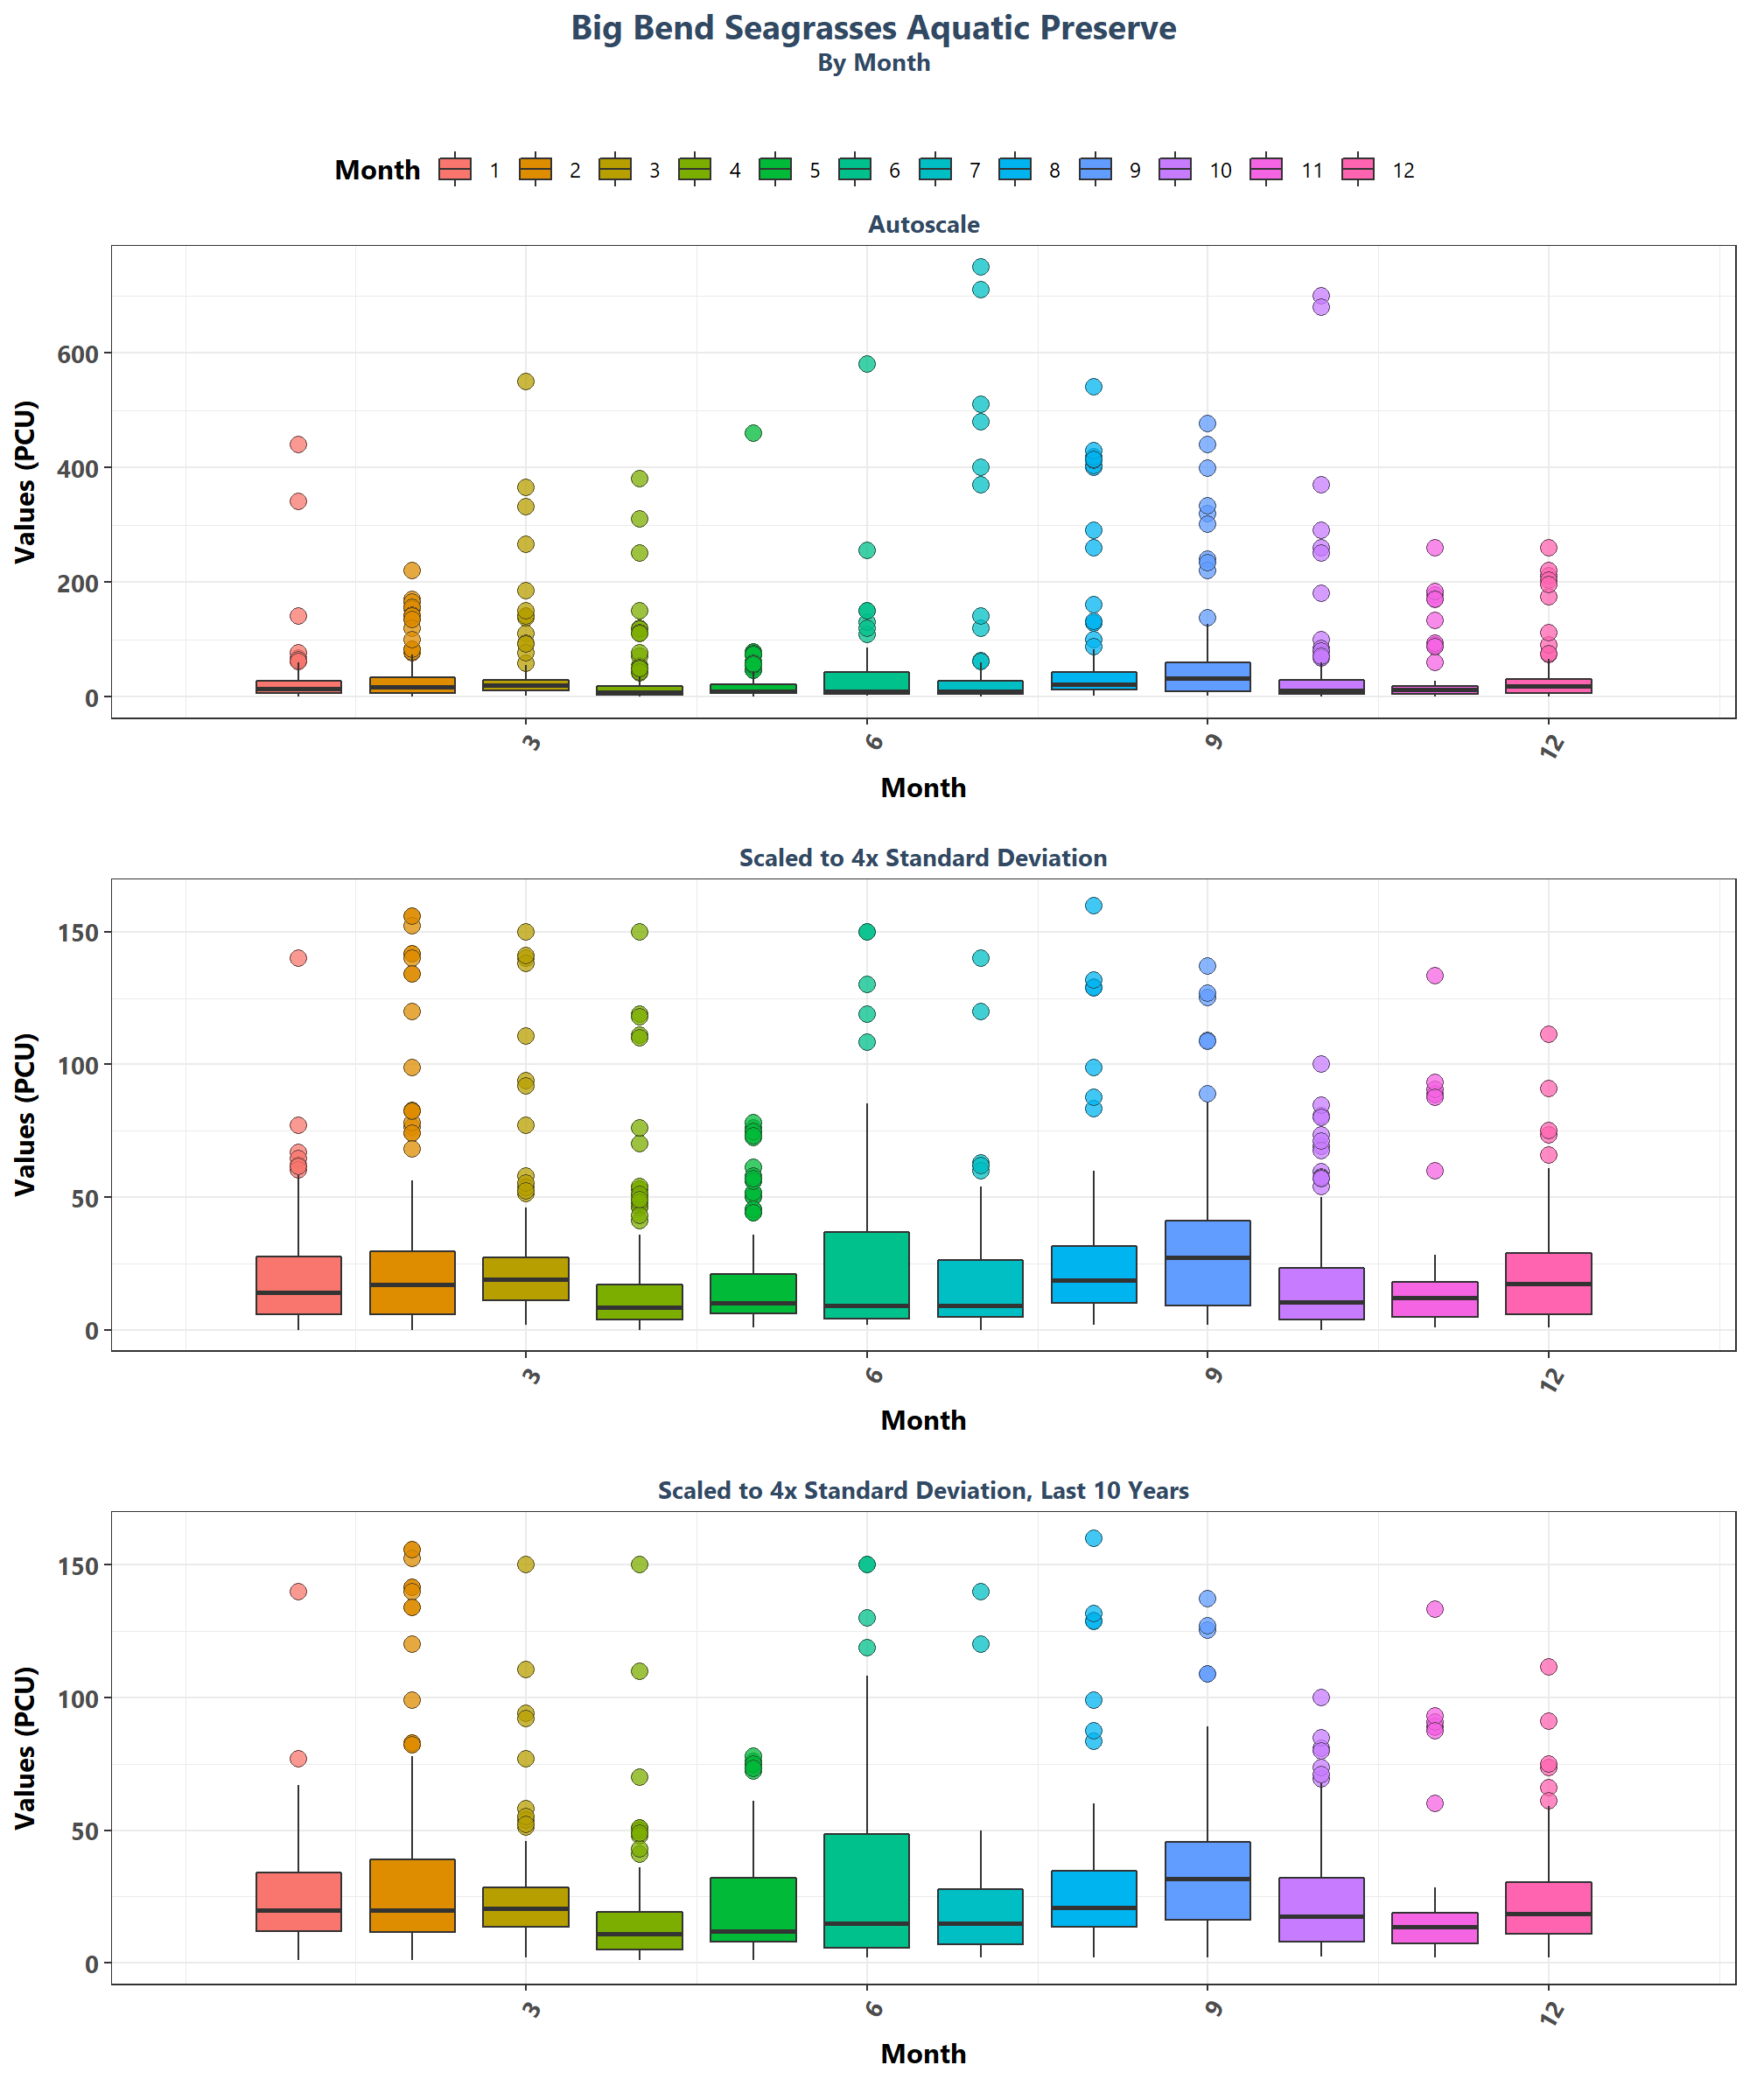 Big Bend Seagrasses Aquatic Preserve
By Month
Month 1 2 3 4 5 6 7 8 9 10 11 12
Autoscale
Values (PCU)
600
400
200
0
3 6 9 12
Month
Scaled to 4x Standard Deviation
Values (PCU)
150
100
50
0
3 6 9 12
Month
Scaled to 4x Standard Deviation, Last 10 Years
Values (PCU)
150
100
50
0
3 6 9 12
Month